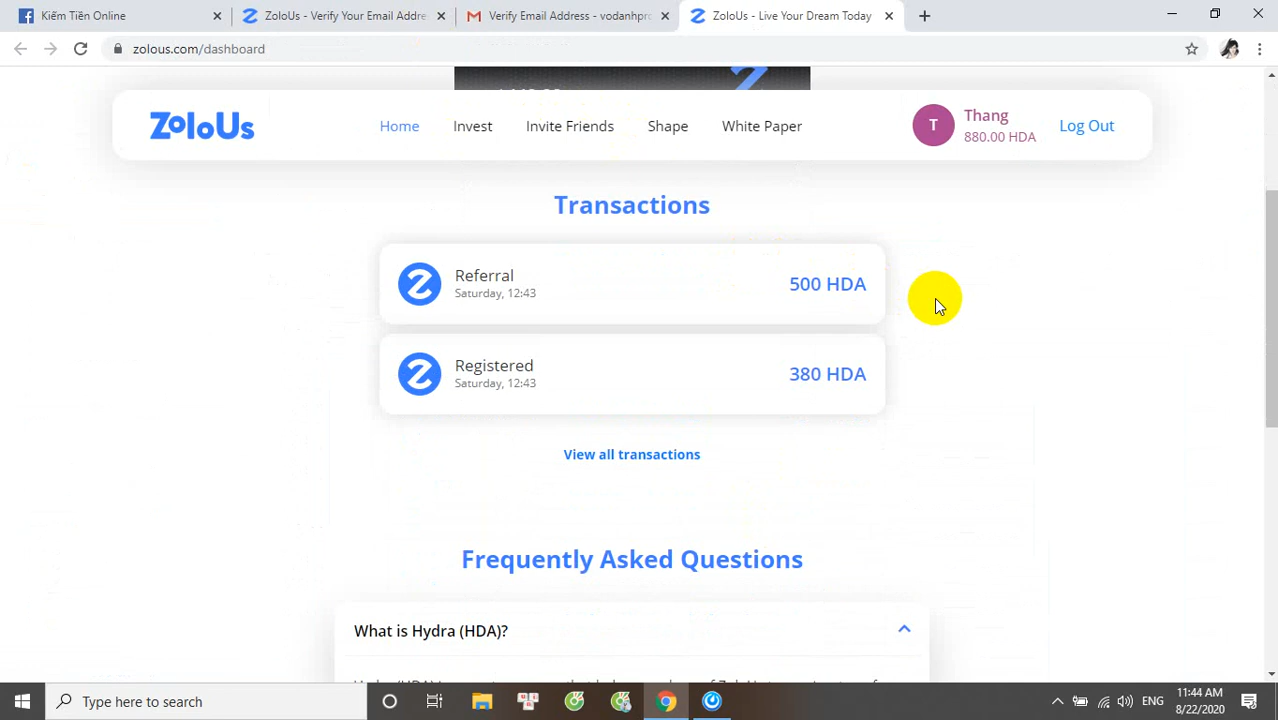 Kiếm Tiền Online
ZoloUs - Verify Your Email Addre
Verify Email Address - vodanhpro
ZoloUs - Live Your Dream Today
zolous.com/dashboard
ZoloUs
Home
Invest
Invite Friends
Shape
White Paper
T
Thang
880.00 HDA
Log Out
Transactions
Referral
Saturday, 12:43
500 HDA
Registered
Saturday, 12:43
380 HDA
View all transactions
Frequently Asked Questions
What is Hydra (HDA)?
Type here to search
ENG
11:44 AM
8/22/2020